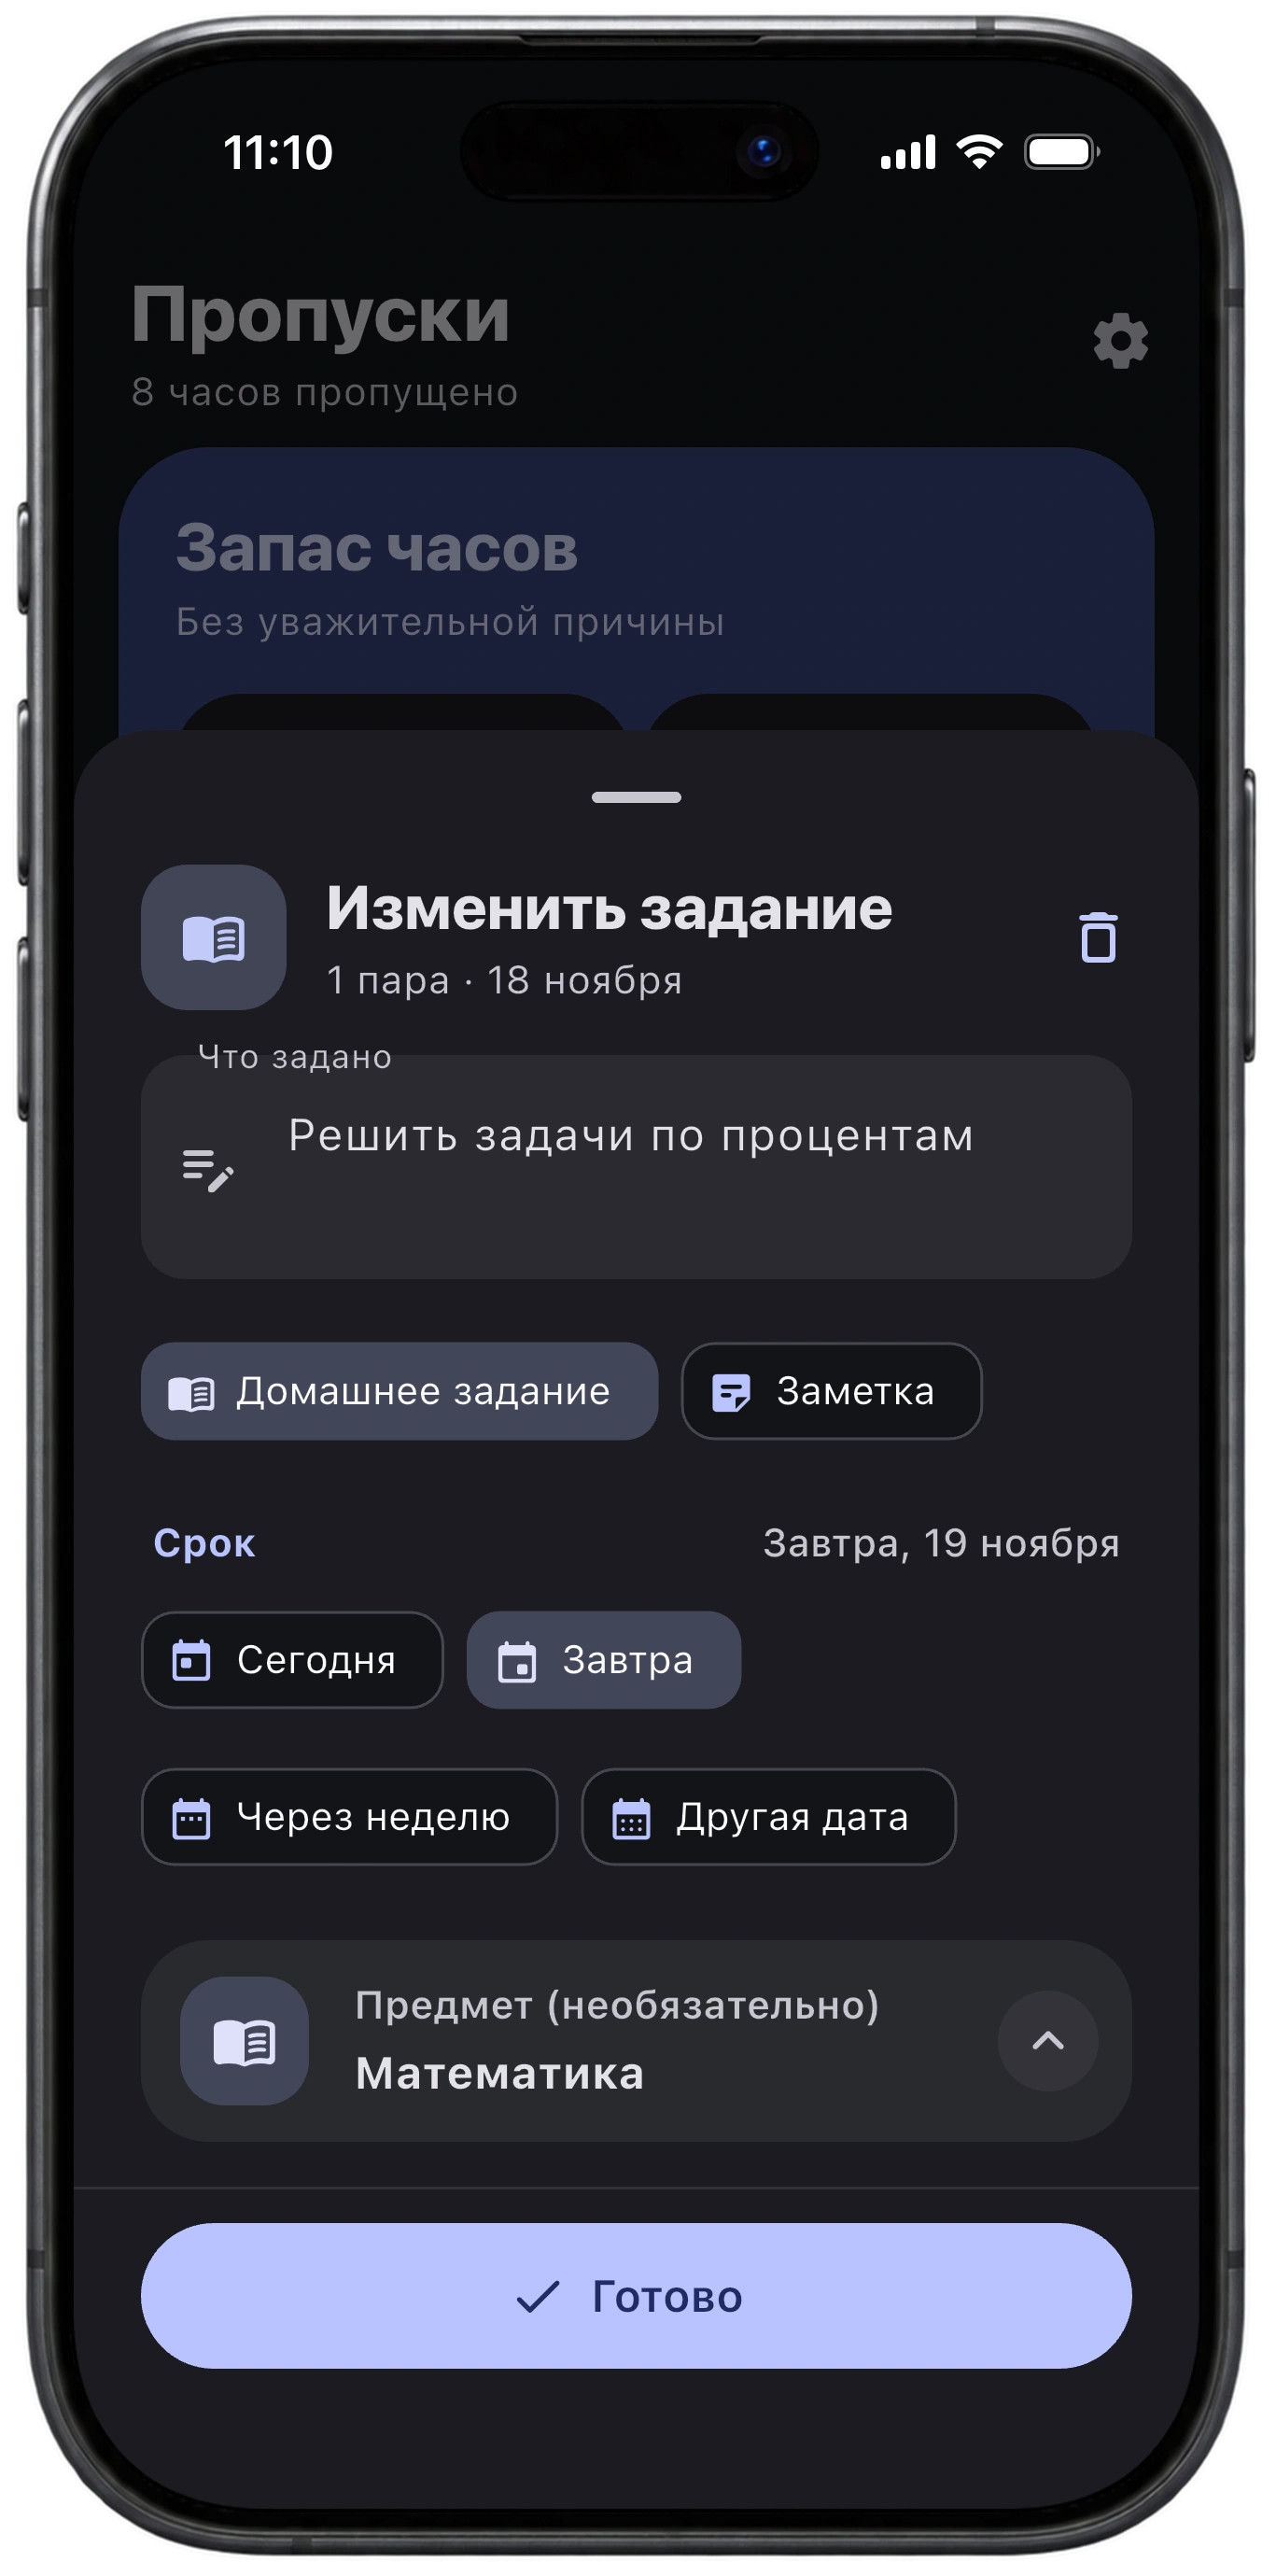 11:10
Пропуски
8 часов пропущено
Запас часов
Без уважительной причины
Изменить задание
1 пара · 18 ноября
Что задано
Решить задачи по процентам
Домашнее задание
Заметка
Срок
Завтра, 19 ноября
Сегодня
Завтра
Через неделю
Другая дата
Предмет (необязательно)
Математика
Готово